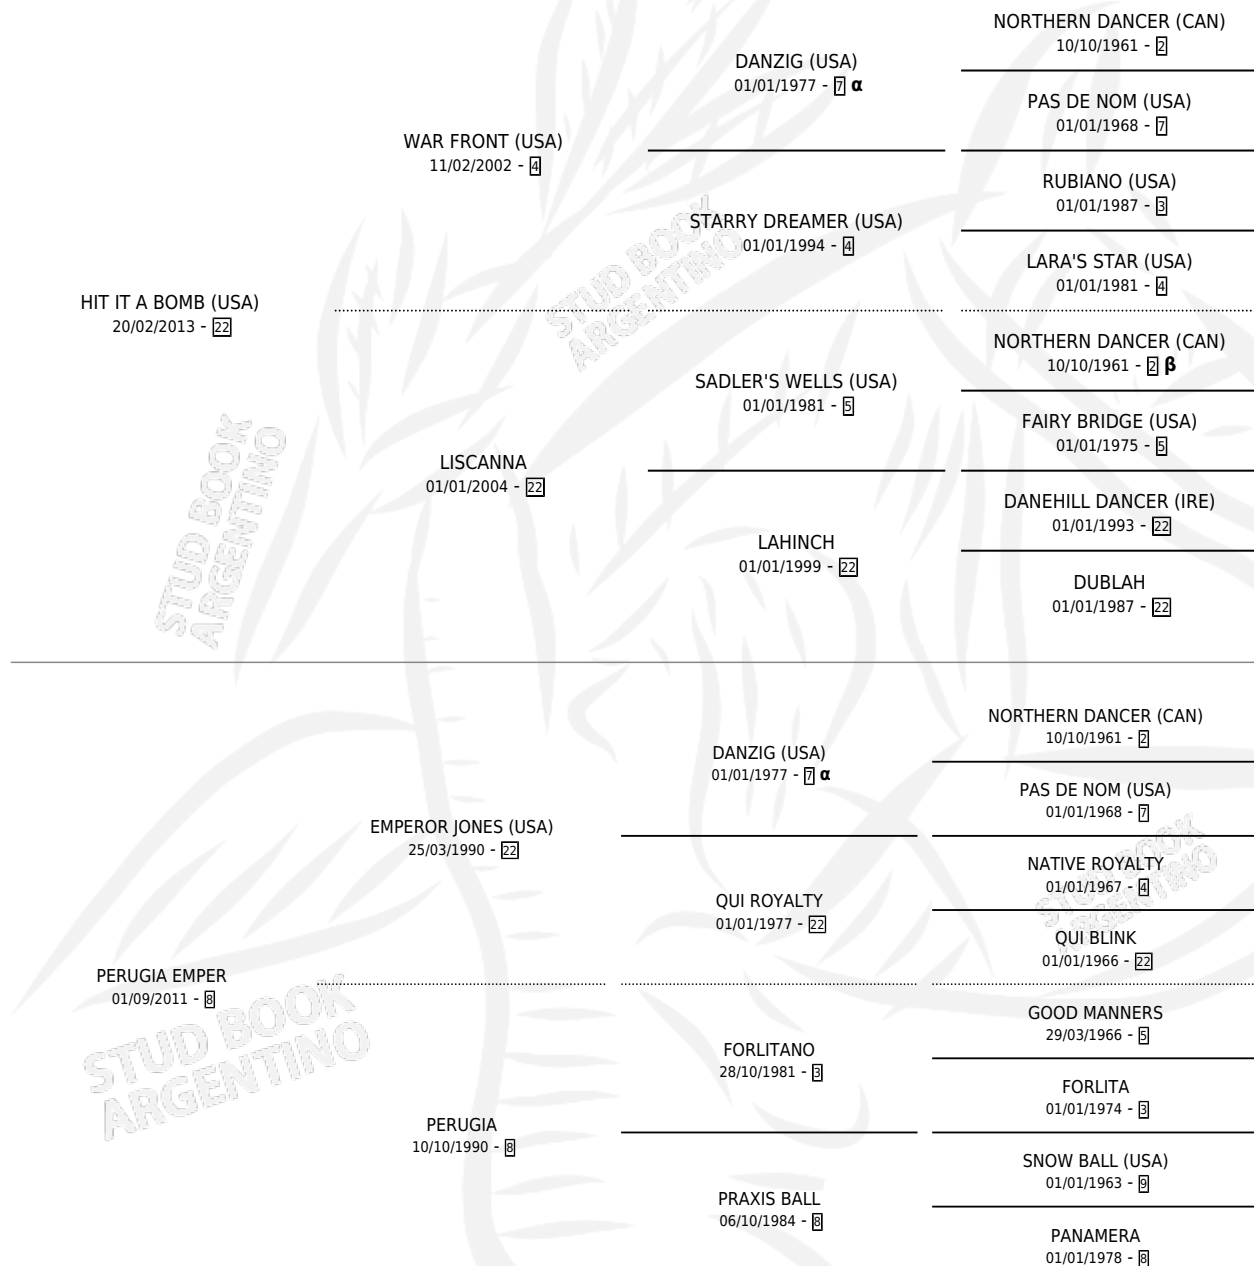 NORTHERN DANCER (CAN)
10/10/1961 - 2
DANZIG (USA)
01/01/1977 - 7 α
PAS DE NOM (USA)
01/01/1968 - 7
WAR FRONT (USA)
11/02/2002 - 4
RUBIANO (USA)
01/01/1987 - 3
STARRY DREAMER (USA)
01/01/1994 - 4
LARA'S STAR (USA)
01/01/1981 - 4
HIT IT A BOMB (USA)
20/02/2013 - 22
NORTHERN DANCER (CAN)
10/10/1961 - 2 β
SADLER'S WELLS (USA)
01/01/1981 - 5
FAIRY BRIDGE (USA)
01/01/1975 - 5
LISCANNA
01/01/2004 - 22
DANEHILL DANCER (IRE)
01/01/1993 - 22
LAHINCH
01/01/1999 - 22
DUBLAH
01/01/1987 - 22
STUD BOOK
ARGENTINO
STUD BOOK
ARGENTINO
NORTHERN DANCER (CAN)
10/10/1961 - 2
DANZIG (USA)
01/01/1977 - 7 α
PAS DE NOM (USA)
01/01/1968 - 7
EMPEROR JONES (USA)
25/03/1990 - 22
NATIVE ROYALTY
01/01/1967 - 4
QUI ROYALTY
01/01/1977 - 22
QUI BLINK
01/01/1966 - 22
PERUGIA EMPER
01/09/2011 - 8
GOOD MANNERS
29/03/1966 - 5
FORLITANO
28/10/1981 - 3
FORLITA
01/01/1974 - 3
PERUGIA
10/10/1990 - 8
SNOW BALL (USA)
01/01/1963 - 9
PRAXIS BALL
06/10/1984 - 8
PANAMERA
01/01/1978 - 8
STUD BOOK
ARGENTINO
STUD BOOK
ARGENTINO